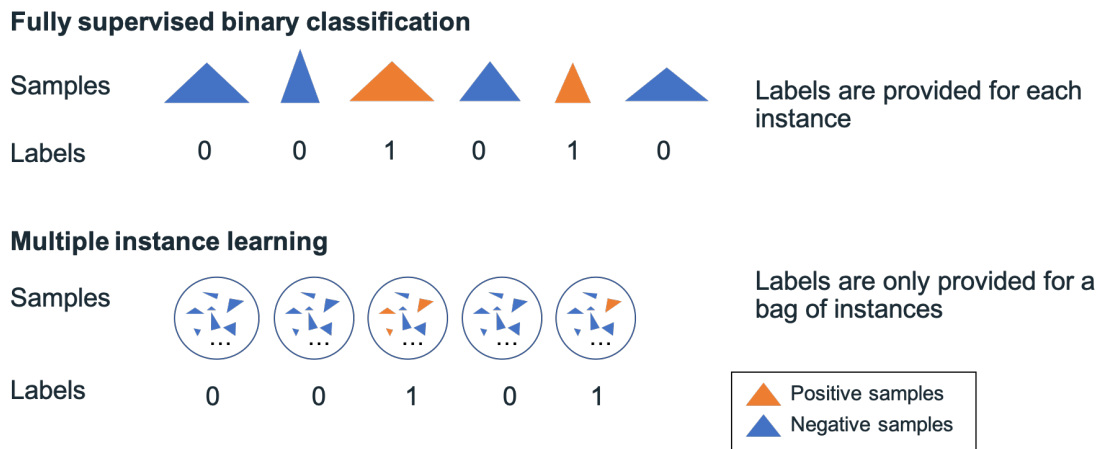 Fully supervised binary classification
Samples
Labels are provided for each
instance
Labels 0 0 1 0 1 0
Multiple instance learning
Samples
... ... ... ... ...
Labels are only provided for a
bag of instances
Labels 0 0 1 0 1
Positive samples
Negative samples